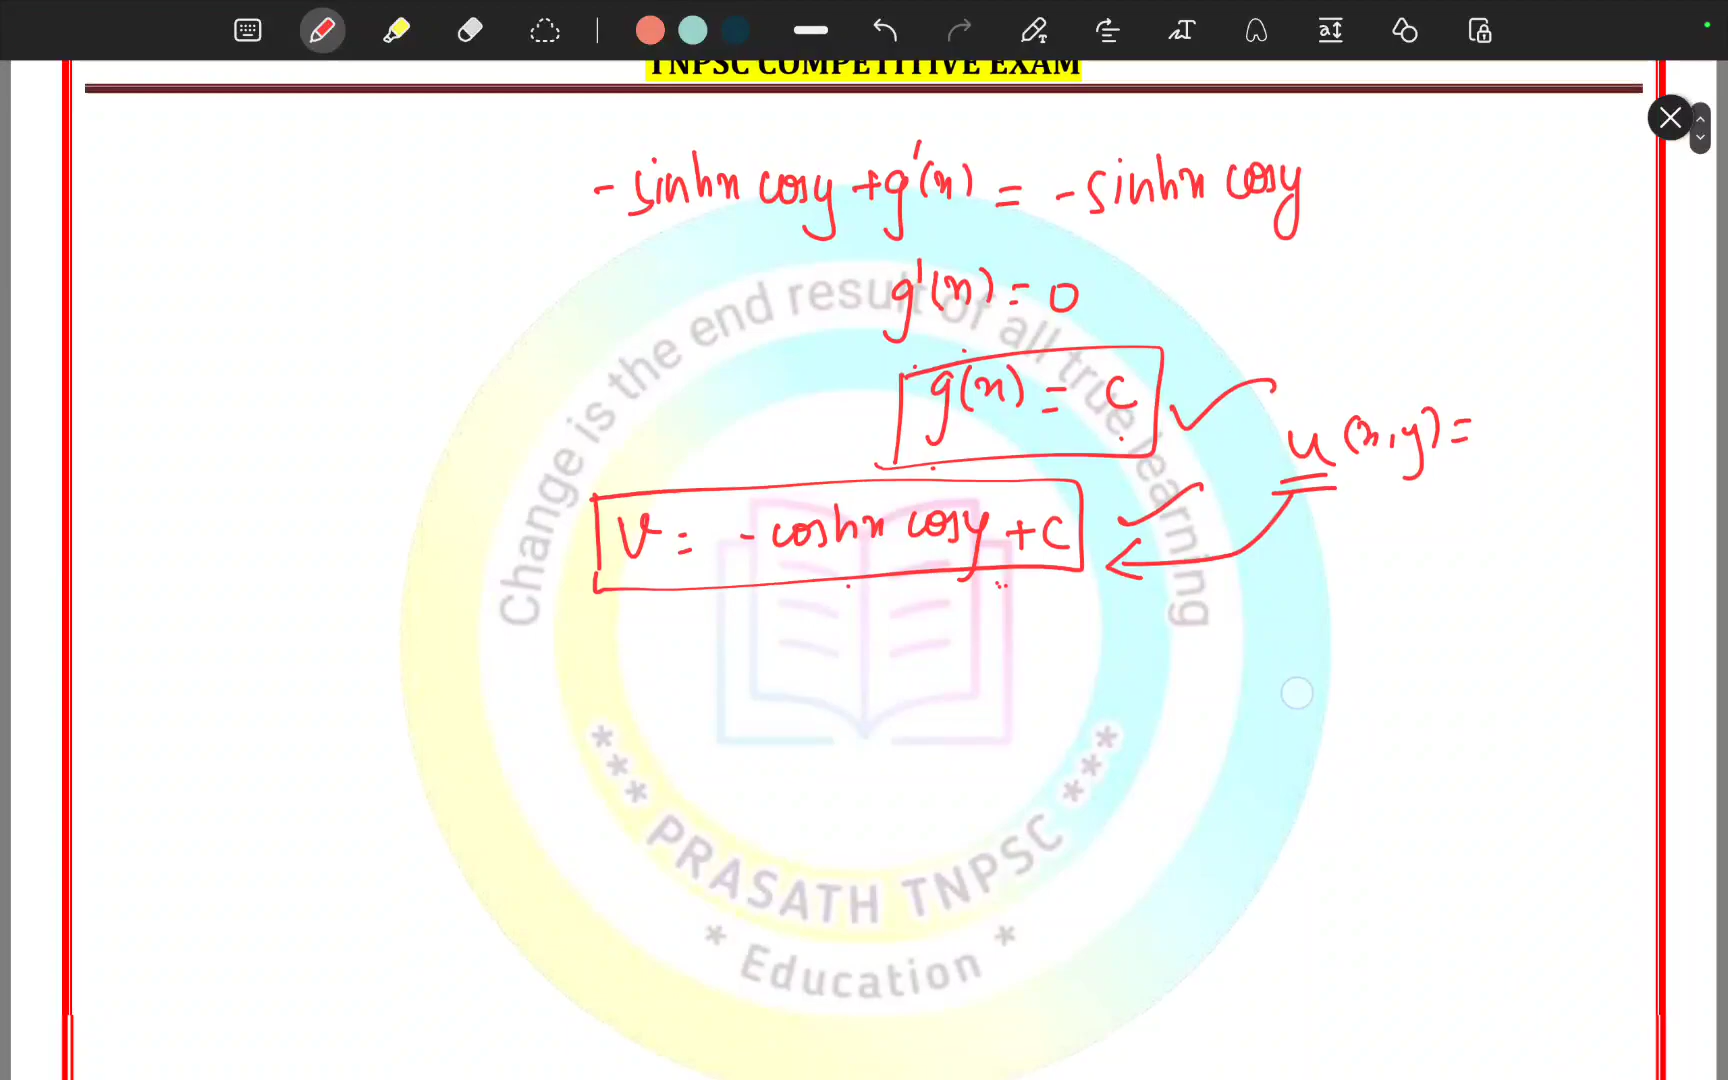 TNPSC COMPETITIVE EXAM
- sinhx cosy + g'(x) = - sinhx cosy
g'(x) = 0
g(x) = c
u(x,y) =
v = - coshx cosy + c
Change is the end result of all true learning
**** PRASATH TNPSC ****
* Education *